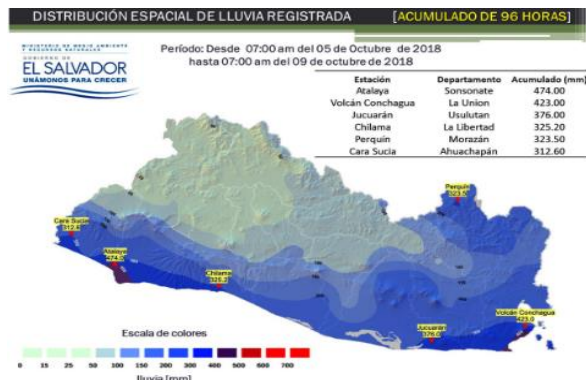 DISTRIBUCIÓN ESPACIAL DE LLUVIA REGISTRADA [ACUMULADO DE 96 HORAS]
MINISTERIO DE MEDIO AMBIENTE
Y RECURSOS NATURALES
GOBIERNO DE
EL SALVADOR
UNÁMONOS PARA CRECER
Período: Desde 07:00 am del 05 de Octubre de 2018
hasta 07:00 am del 09 de octubre de 2018
Estación Departamento Acumulado (mm)
Atalaya Sonsonate 474.00
Volcán Conchagua La Union 423.00
Jucuarán Usulutan 376.00
Chilama La Libertad 325.20
Perquín Morazán 323.50
Cara Sucia Ahuachapán 312.60
Perquín
323.5
Cara Sucia
312.6
Atalaya
474.0
Chilama
325.2
Volcán Conchagua
423.0
Jucuarán
376.0
Escala de colores
0 15 25 50 100 150 200 300 400 500 600 700
lluvia [mm]